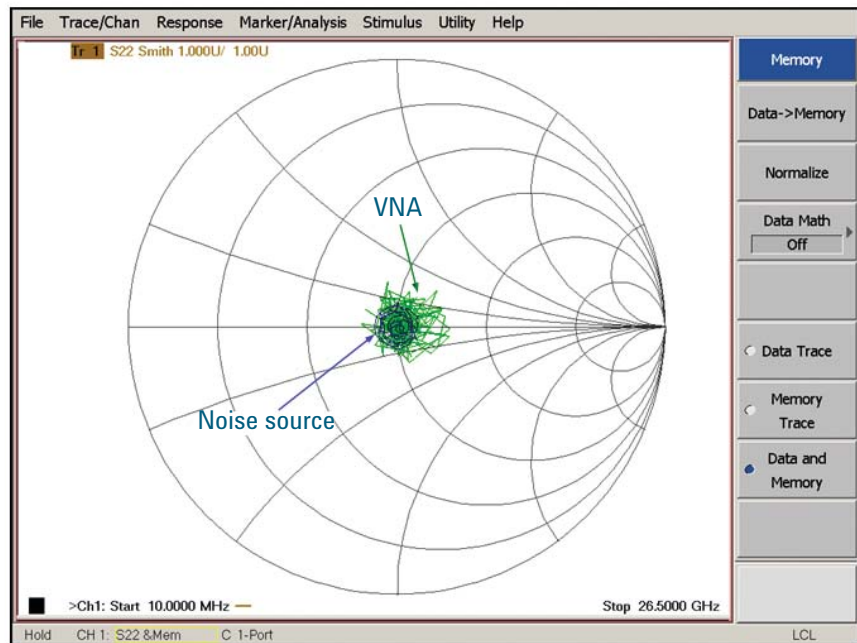 File Trace/Chan Response Marker/Analysis Stimulus Utility Help
Tr 1 S22 Smith 1.000U/ 1.00U
VNA
Noise source
>Ch1: Start 10.0000 MHz
Stop 26.5000 GHz
Memory
Data->Memory
Normalize
Data Math
Off
Data Trace
Memory
Trace
Data and
Memory
Hold CH 1: S22 &Mem C 1-Port LCL